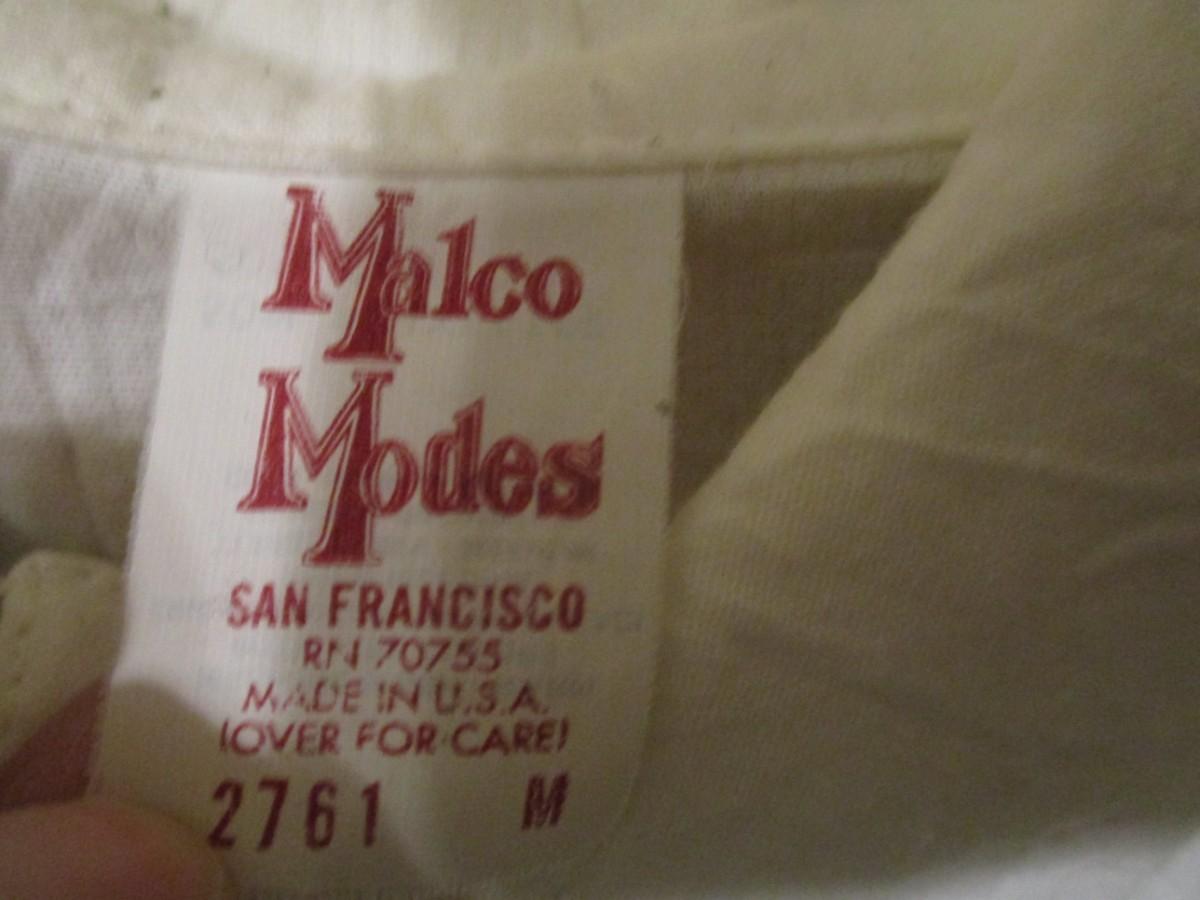 Malco
Modes
SAN FRANCISCO
RN 70755
MADE IN U.S.A.
(OVER FOR CARE)
2761 M